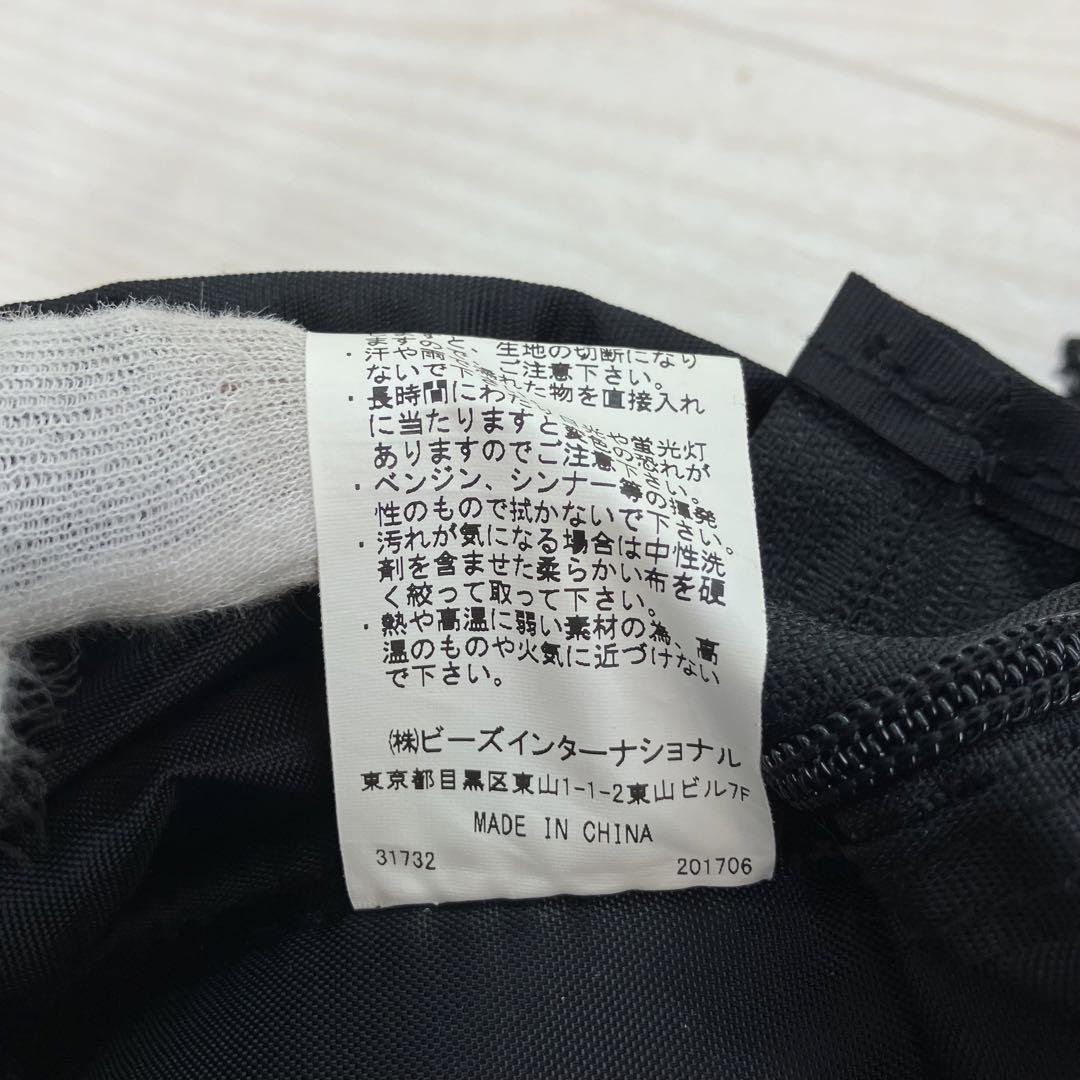 ますと、生地の切断になり
ますのでご注意下さい。
・汗や雨で濡れた物を直接入れ
ないで下さい。
・長時間にわたり日光や蛍光灯
に当たりますと変色の恐れが
ありますのでご注意下さい。
・ベンジン、シンナー等の揮発
性のもので拭かないで下さい。
・汚れが気になる場合は中性洗
剤を含ませた柔らかい布を硬
く絞って取って下さい。
・熱や高温に弱い素材の為、高
温のものや火気に近づけない
で下さい。
(株)ビーズインターナショナル
東京都目黒区東山1-1-2東山ビル7F
MADE IN CHINA
31732 201706